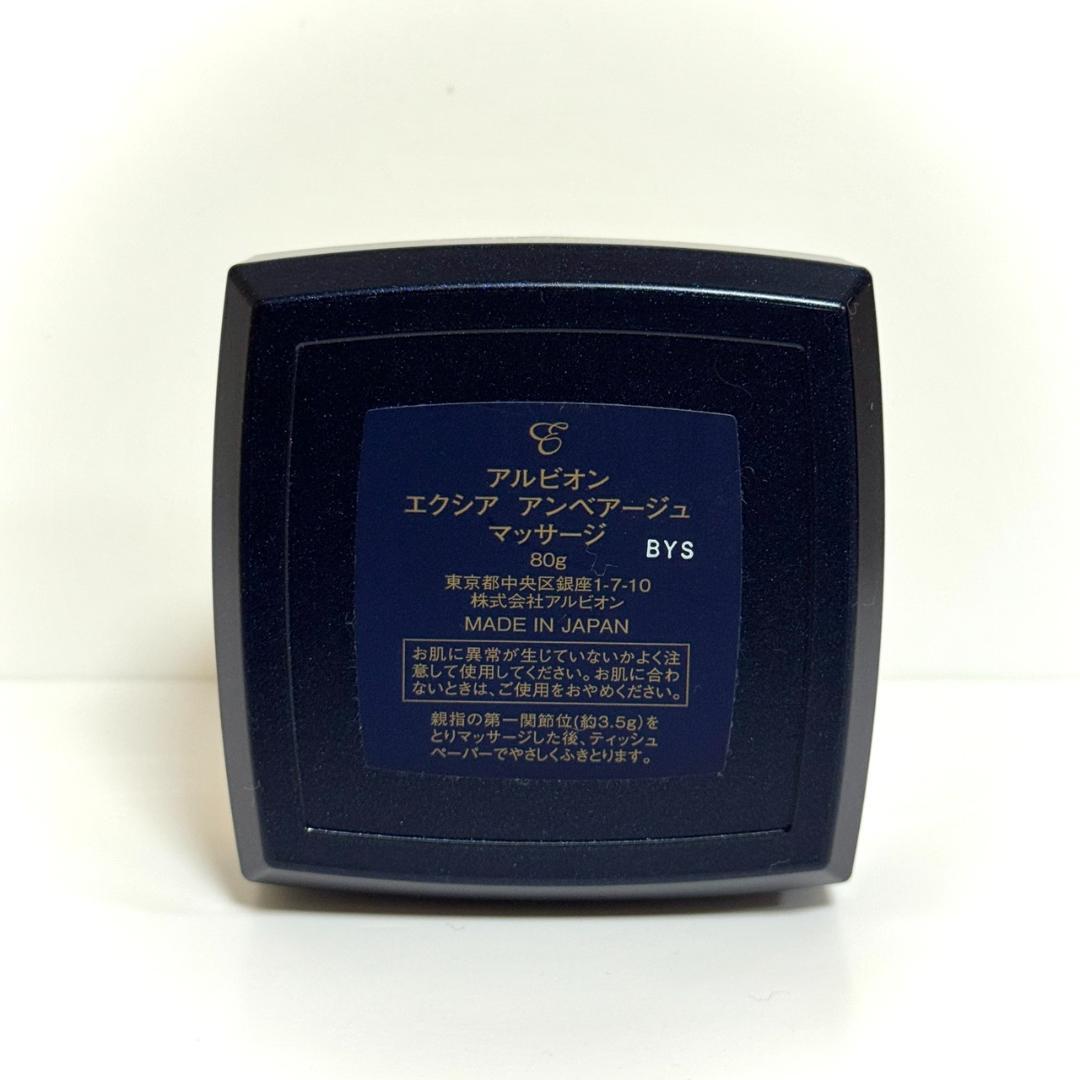 E
アルビオン
エクシア アンベアージュ
マッサージ
BYS
80g
東京都中央区銀座1-7-10
株式会社アルビオン
MADE IN JAPAN
お肌に異常が生じていないかよく注
意して使用してください。お肌に合わ
ないときは、ご使用をおやめください。
親指の第一関節位(約3.5g)を
とりマッサージした後、ティッシュ
ペーパーでやさしくふきとります。